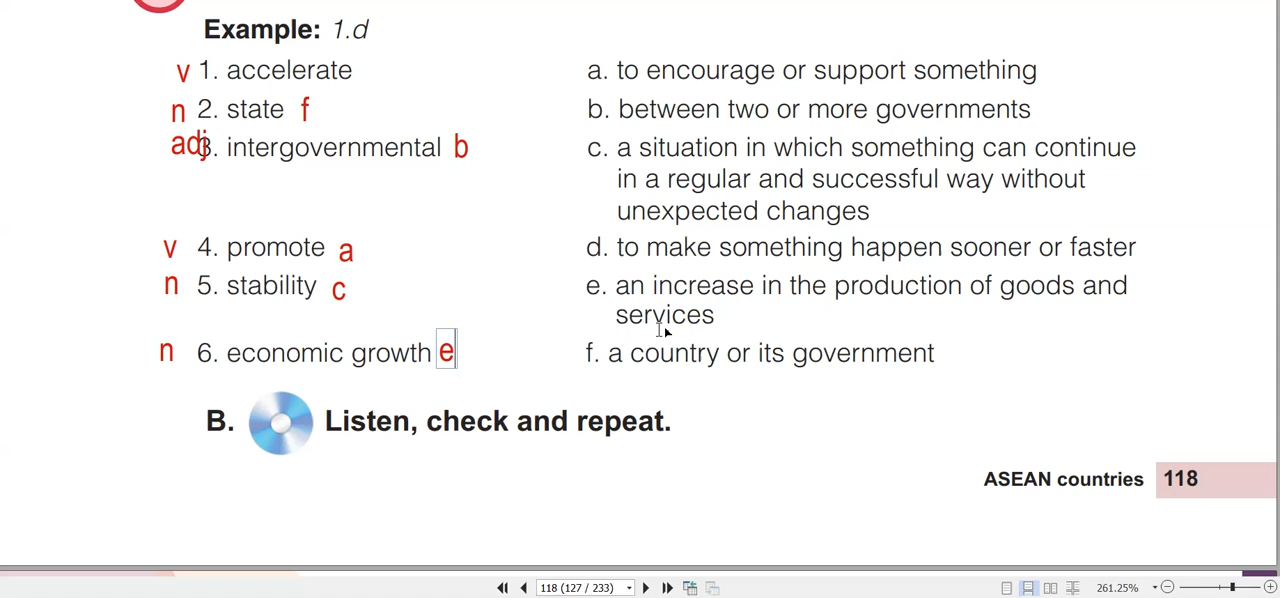 Example: 1.d
v 1. accelerate a. to encourage or support something
n 2. state f b. between two or more governments
adj 3. intergovernmental b c. a situation in which something can continue
in a regular and successful way without
unexpected changes
v 4. promote a d. to make something happen sooner or faster
n 5. stability c e. an increase in the production of goods and
services
n 6. economic growth e f. a country or its government
B. Listen, check and repeat.
ASEAN countries 118
118 (127 / 233) 261.25%